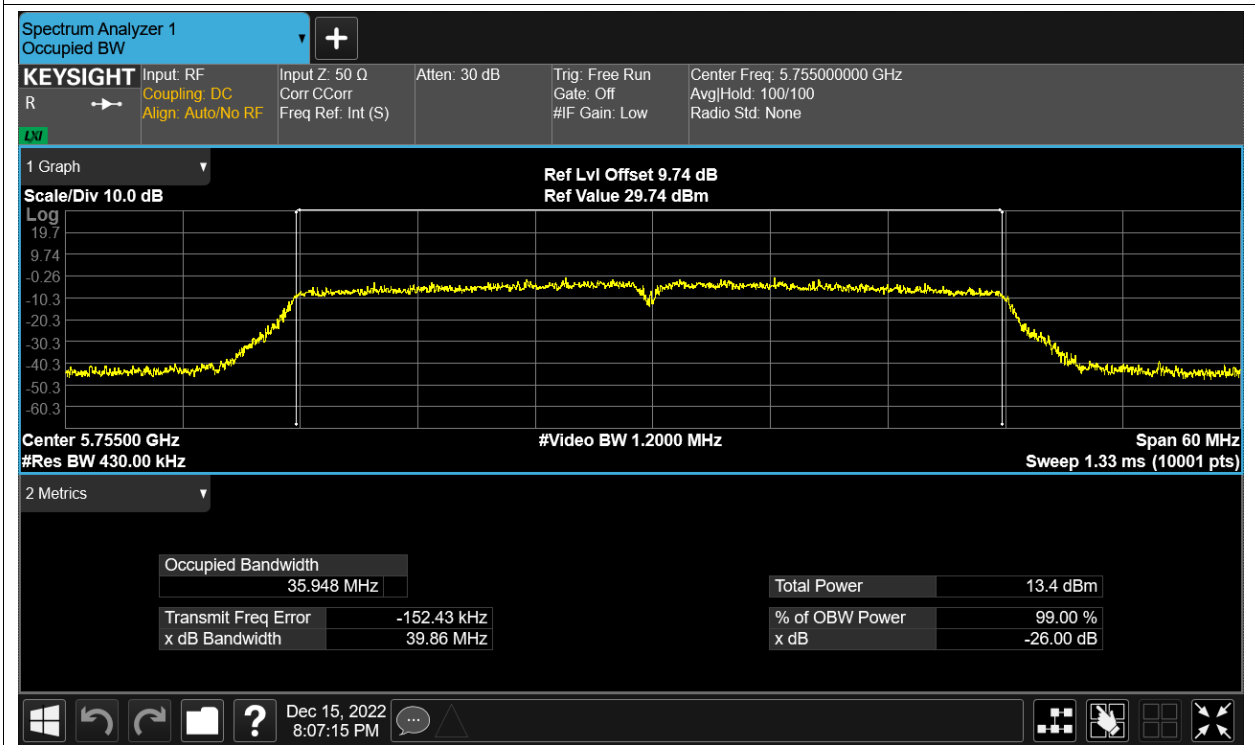 Spectrum Analyzer 1
Occupied BW
+
KEYSIGHT
R
LXI
Input: RF
Coupling: DC
Align: Auto/No RF
Input Z: 50 Ω
Corr CCorr
Freq Ref: Int (S)
Atten: 30 dB
Trig: Free Run
Gate: Off
#IF Gain: Low
Center Freq: 5.755000000 GHz
Avg|Hold: 100/100
Radio Std: None
1 Graph
Scale/Div 10.0 dB
Ref Lvl Offset 9.74 dB
Ref Value 29.74 dBm
Log
19.7
9.74
-0.26
-10.3
-20.3
-30.3
-40.3
-50.3
-60.3
Center 5.75500 GHz
#Video BW 1.2000 MHz
Span 60 MHz
#Res BW 430.00 kHz
Sweep 1.33 ms (10001 pts)
2 Metrics
Occupied Bandwidth
35.948 MHz
Total Power 13.4 dBm
Transmit Freq Error -152.43 kHz
% of OBW Power 99.00 %
x dB Bandwidth 39.86 MHz
x dB -26.00 dB
?
Dec 15, 2022
8:07:15 PM